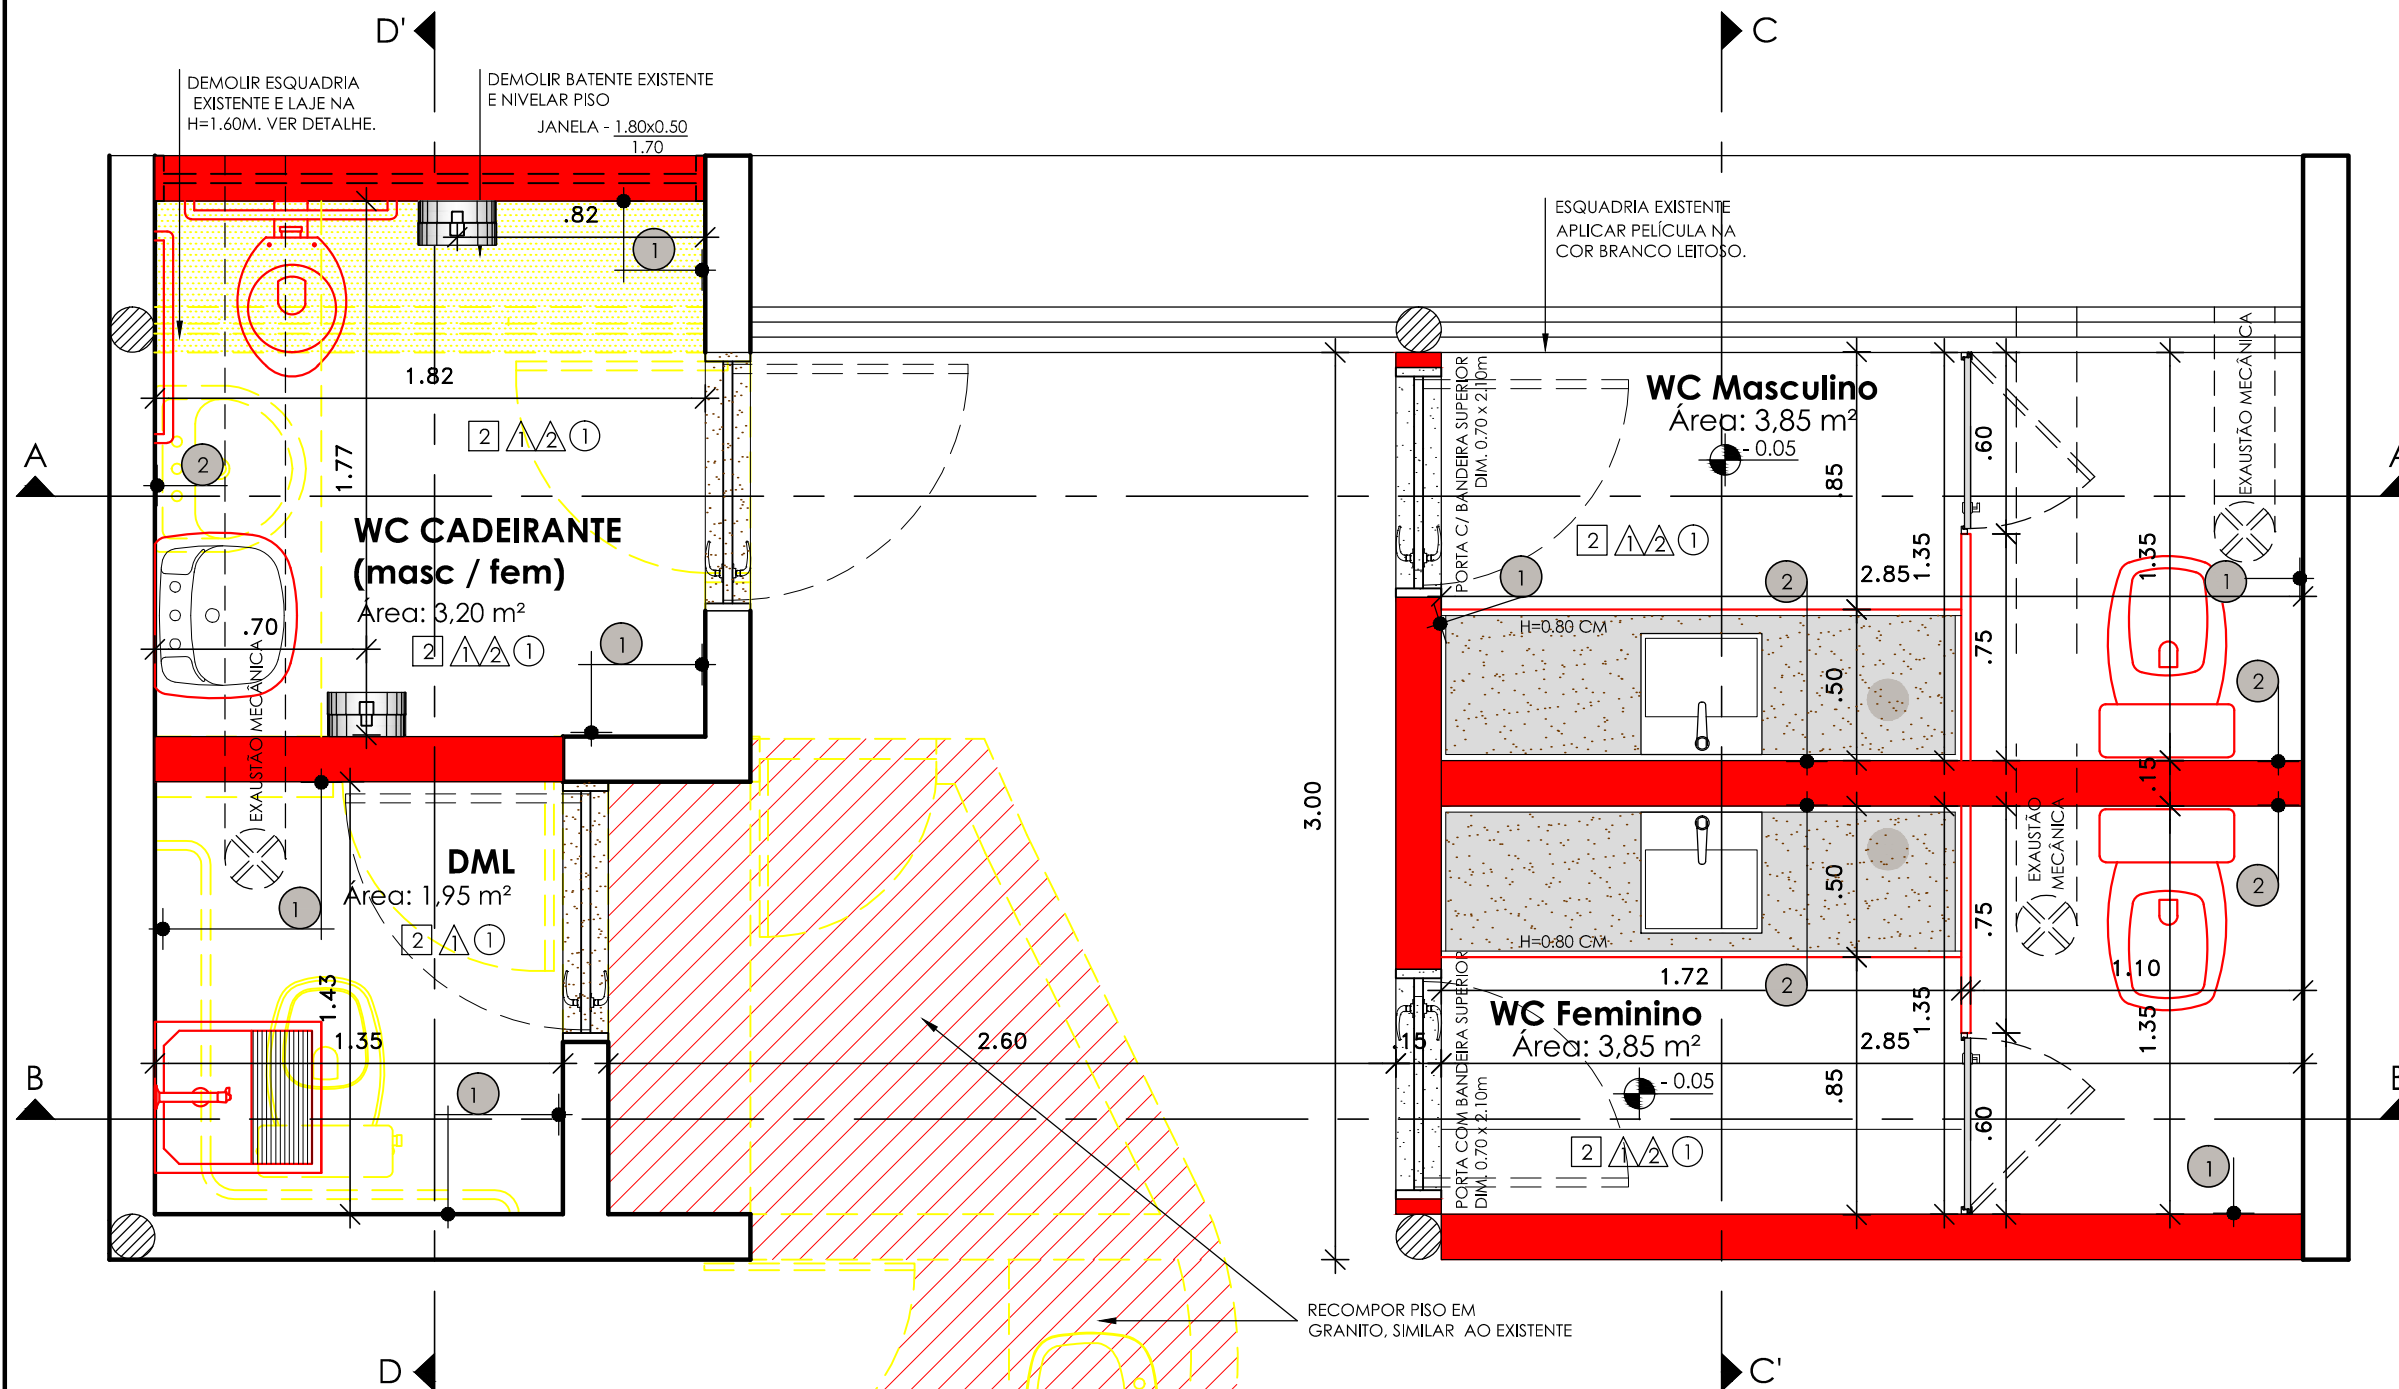 D'
C
DEMOLIR ESQUADRIA
EXISTENTE E LAJE NA
H=1.60M. VER DETALHE.
DEMOLIR BATENTE EXISTENTE
E NIVELAR PISO
JANELA - 1.80x0.50
1.70
.82
1
ESQUADRIA EXISTENTE
APLICAR PELÍCULA NA
COR BRANCO LEITOSO.
1.82
2 1 2 1
2
1.77
A
A
WC CADEIRANTE
(masc / fem)
Área: 3,20 m²
2 1 2 1
.70
1
EXAUSTÃO MECÂNICA
PORTA C/ BANDEIRA SUPERIOR
DIM. 0.70 x 2.10m
WC Masculino
Área: 3,85 m²
- 0.05
.85
.60
EXAUSTÃO MECÂNICA
2 1 2 1
1
2
2.85
1.35
1.35
1
H=0.80 CM
.75
.50
2
.15
3.00
DML
Área: 1,95 m²
2 1 1
1
1.43
1.35
1
2.60
.15
B
B
H=0.80 CM
.50
.75
EXAUSTÃO
MECÂNICA
2
1.72
2
1.10
PORTA COM BANDEIRA SUPERIOR
DIM. 0.70 x 2.10m
WC Feminino
Área: 3,85 m²
- 0.05
2.85
1.35
1.35
.85
.60
2 1 2 1
1
RECOMPOR PISO EM
GRANITO, SIMILAR AO EXISTENTE
D
C'